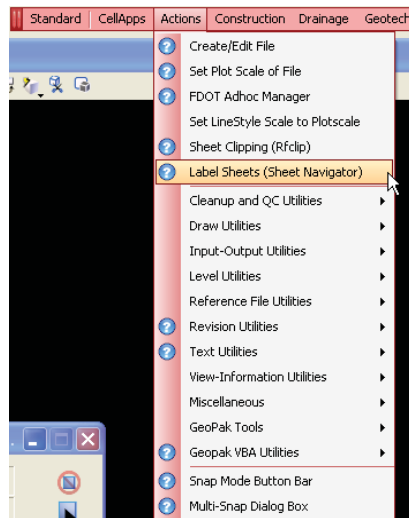 Standard CellApps Actions Construction Drainage Geotech
Create/Edit File
Set Plot Scale of File
FDOT Adhoc Manager
Set LineStyle Scale to Plotscale
Sheet Clipping (Rfclip)
Label Sheets (Sheet Navigator)
Cleanup and QC Utilities
Draw Utilities
Input-Output Utilities
Level Utilities
Reference File Utilities
Revision Utilities
Text Utilities
View-Information Utilities
Miscellaneous
GeoPak Tools
Geopak VBA Utilities
Snap Mode Button Bar
Multi-Snap Dialog Box